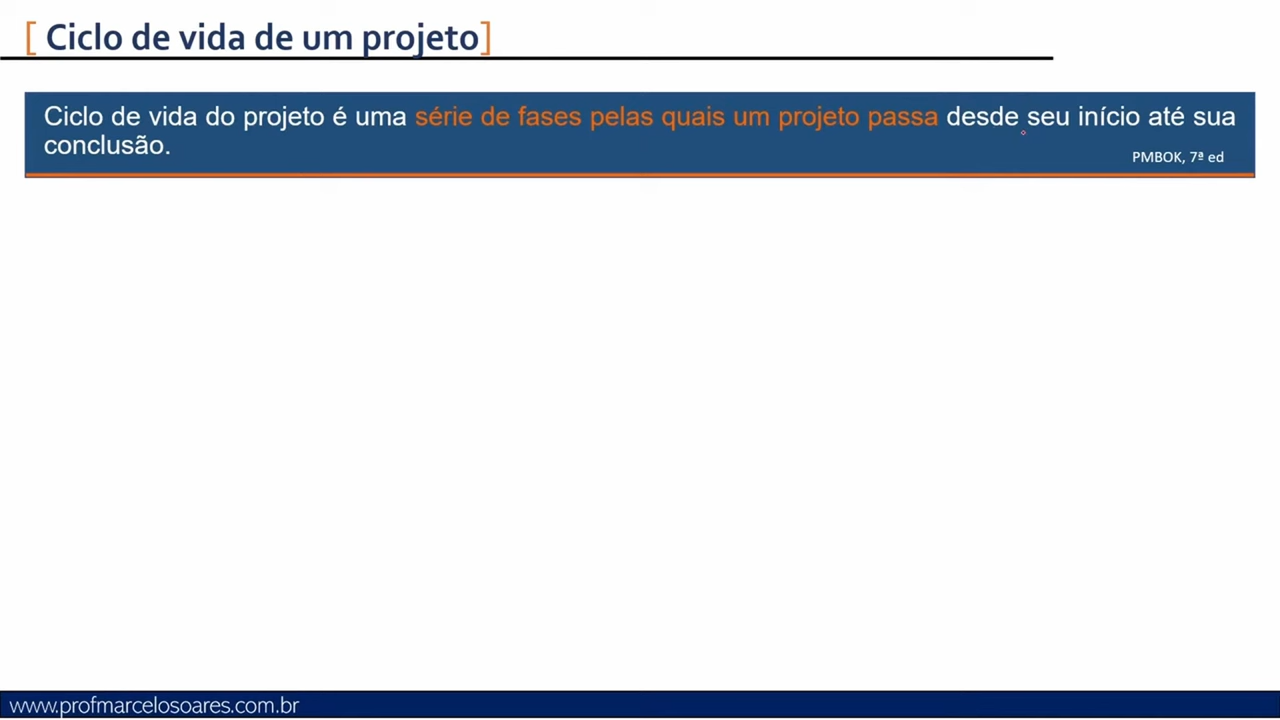 [ Ciclo de vida de um projeto]
Ciclo de vida do projeto é uma série de fases pelas quais um projeto passa desde seu início até sua
conclusão.
PMBOK, 7ª ed
www.profmarcelosoares.com.br